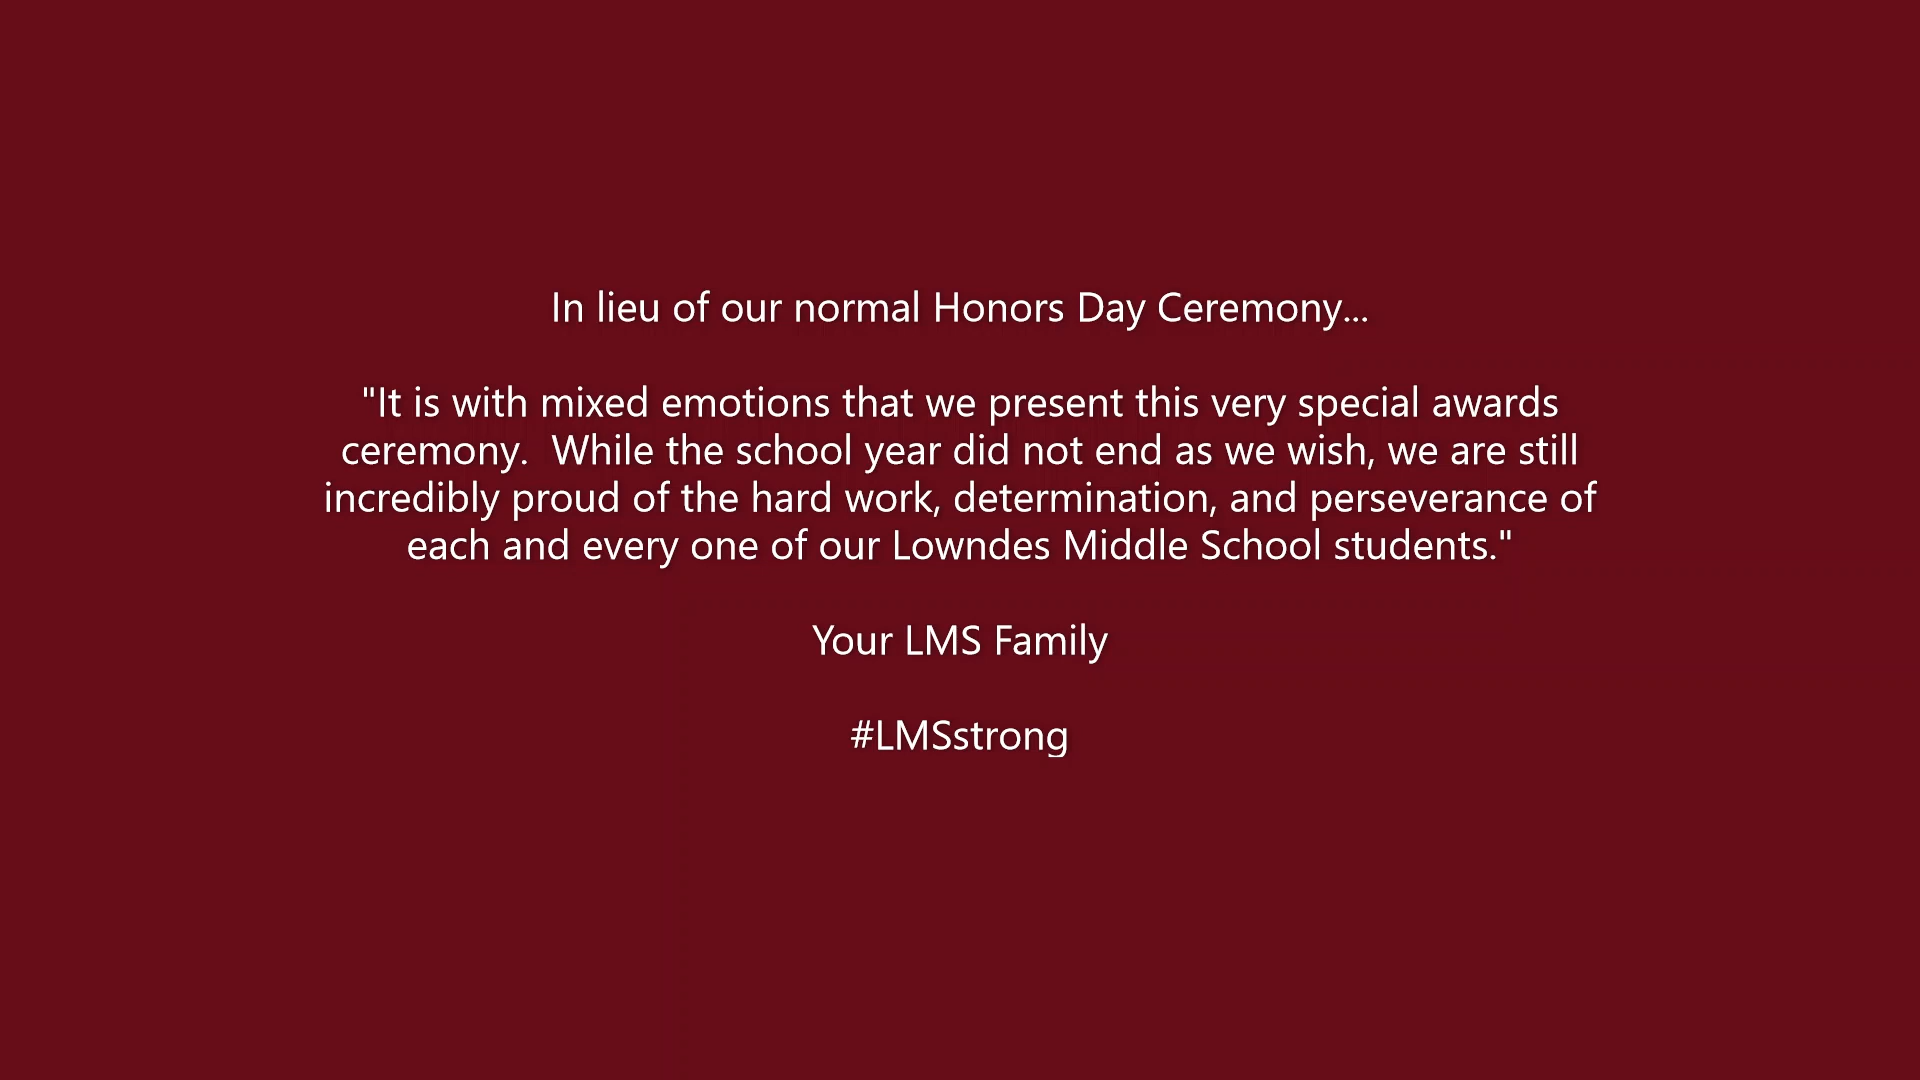 In lieu of our normal Honors Day Ceremony...
"It is with mixed emotions that we present this very special awards
ceremony.  While the school year did not end as we wish, we are still
incredibly proud of the hard work, determination, and perseverance of
each and every one of our Lowndes Middle School students."
Your LMS Family
#LMSstrong